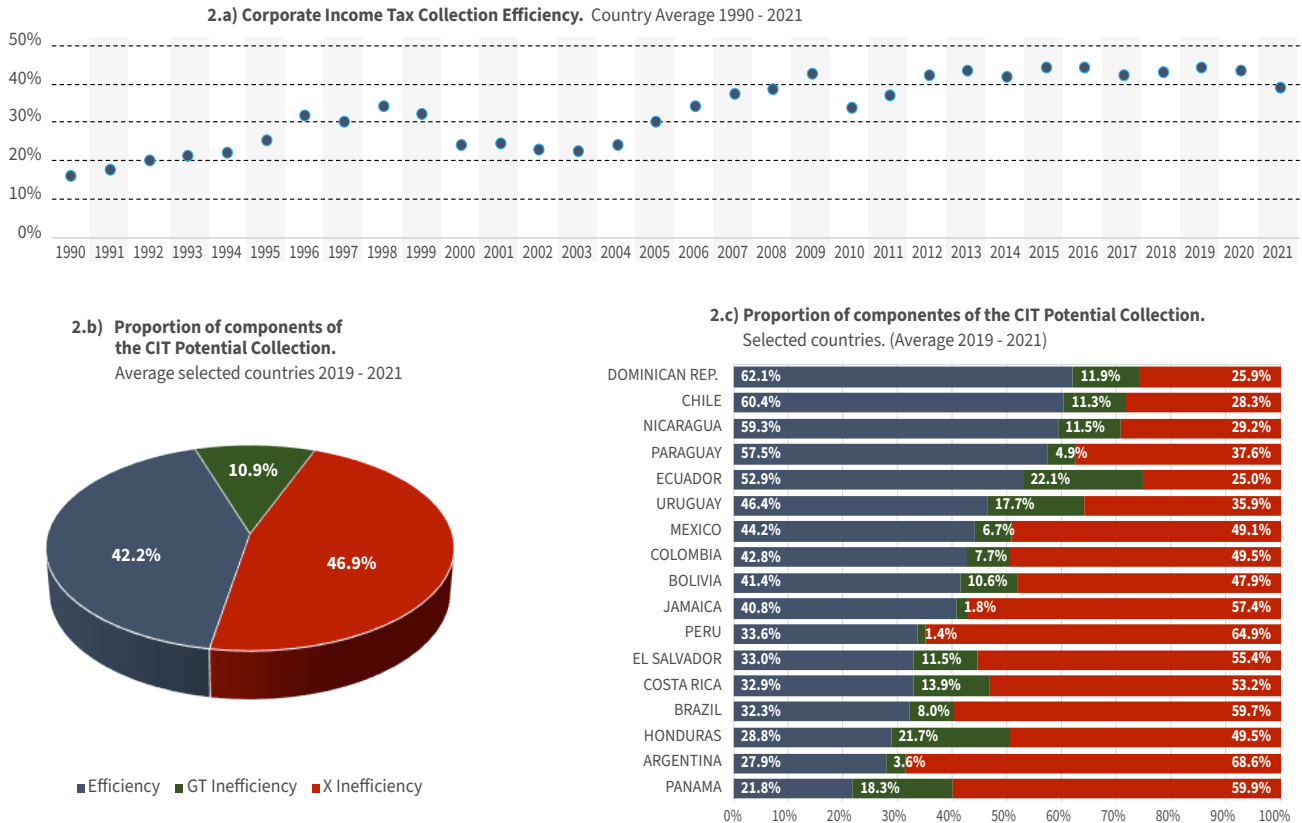 2.a) Corporate Income Tax Collection Efficiency. Country Average 1990 - 2021
50%
40%
30%
20%
10%
0%
1990 1991 1992 1993 1994 1995 1996 1997 1998 1999 2000 2001 2002 2003 2004 2005 2006 2007 2008 2009 2010 2011 2012 2013 2014 2015 2016 2017 2018 2019 2020 2021
2.b) Proportion of components of
the CIT Potential Collection.
Average selected countries 2019 - 2021
10.9%
42.2%
46.9%
Efficiency GT Inefficiency X Inefficiency
2.c) Proportion of componentes of the CIT Potential Collection.
Selected countries. (Average 2019 - 2021)
DOMINICAN REP. 62.1% 11.9% 25.9%
CHILE 60.4% 11.3% 28.3%
NICARAGUA 59.3% 11.5% 29.2%
PARAGUAY 57.5% 4.9% 37.6%
ECUADOR 52.9% 22.1% 25.0%
URUGUAY 46.4% 17.7% 35.9%
MEXICO 44.2% 6.7% 49.1%
COLOMBIA 42.8% 7.7% 49.5%
BOLIVIA 41.4% 10.6% 47.9%
JAMAICA 40.8% 1.8% 57.4%
PERU 33.6% 1.4% 64.9%
EL SALVADOR 33.0% 11.5% 55.4%
COSTA RICA 32.9% 13.9% 53.2%
BRAZIL 32.3% 8.0% 59.7%
HONDURAS 28.8% 21.7% 49.5%
ARGENTINA 27.9% 3.6% 68.6%
PANAMA 21.8% 18.3% 59.9%
0% 10% 20% 30% 40% 50% 60% 70% 80% 90% 100%